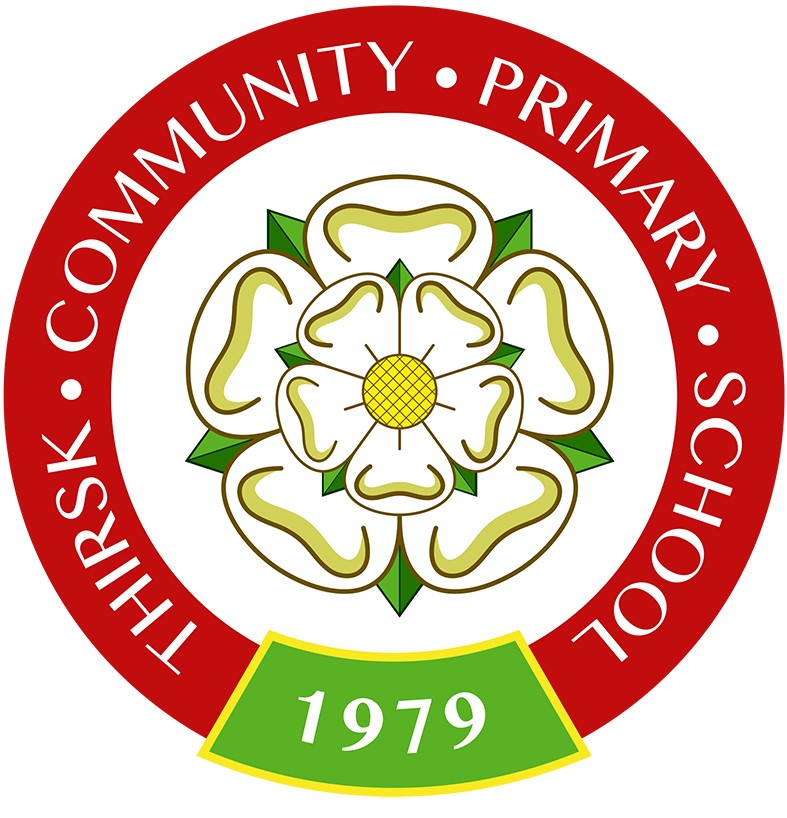 THIRSK • COMMUNITY • PRIMARY • SCHOOL
1979